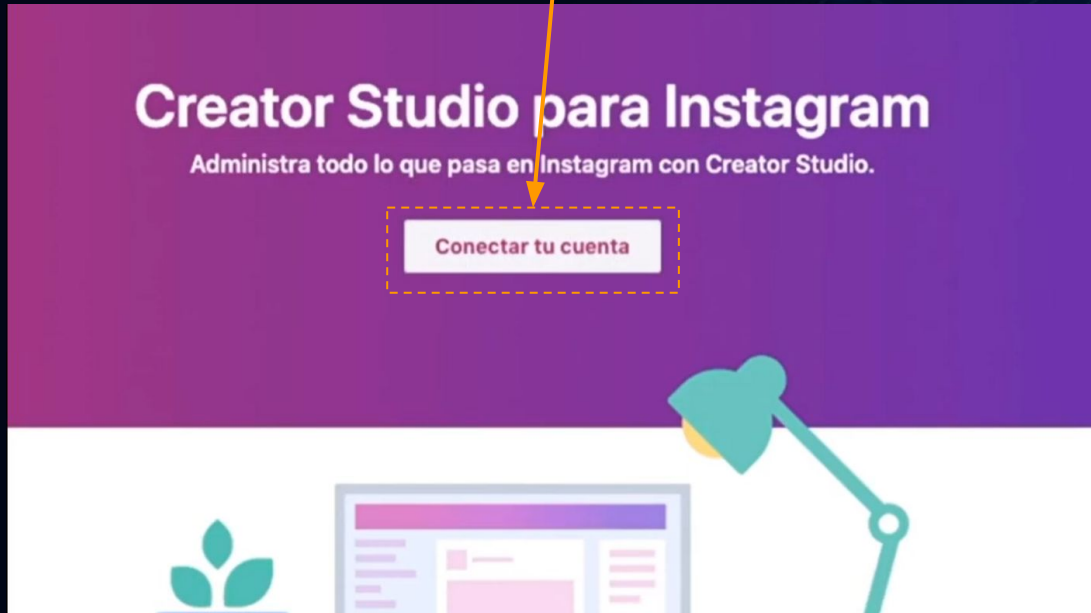 Creator Studio para Instagram
Administra todo lo que pasa en Instagram con Creator Studio.
Conectar tu cuenta